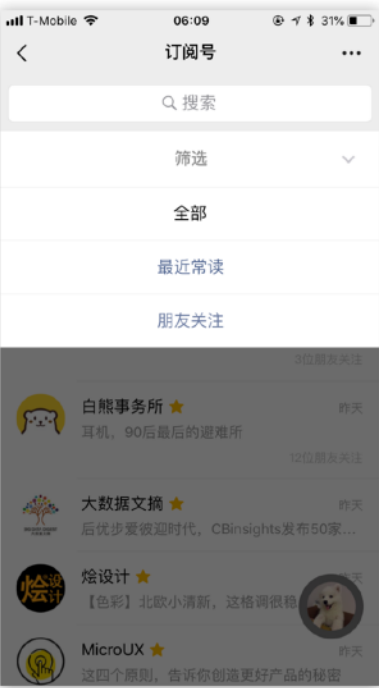 T-Mobile 06:09 31%
订阅号
搜索
筛选
全部
最近常读
朋友关注
3位朋友关注
白熊事务所 昨天
耳机，90后最后的避难所
12位朋友关注
大数据文摘 昨天
后优步爱彼迎时代，CBinsights发布50家...
烩设计 天
【色彩】北欧小清新，这格调很稳
烩设计
MicroUX 昨天
这四个原则，告诉你创造更好产品的秘密